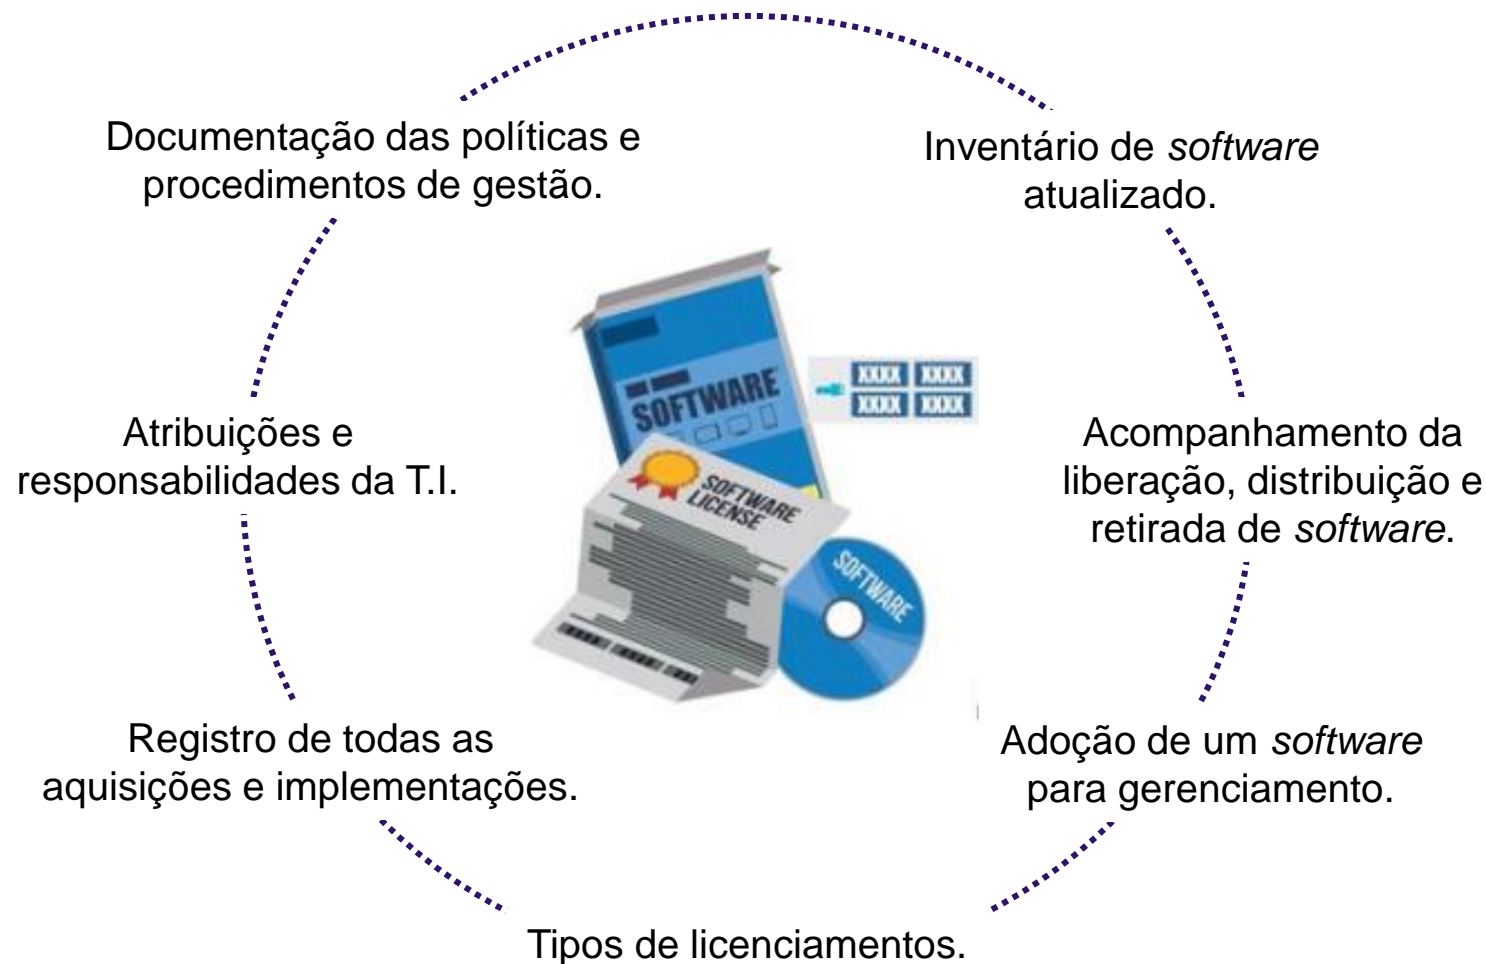 Documentação das políticas e
procedimentos de gestão.
Inventário de software
atualizado.
SOFTWARE
XXXX XXXX
XXXX XXXX
Atribuições e
responsabilidades da T.I.
Acompanhamento da
liberação, distribuição e
retirada de software.
SOFTWARE
LICENSE
SOFTWARE
Registro de todas as
aquisições e implementações.
Adoção de um software
para gerenciamento.
Tipos de licenciamentos.